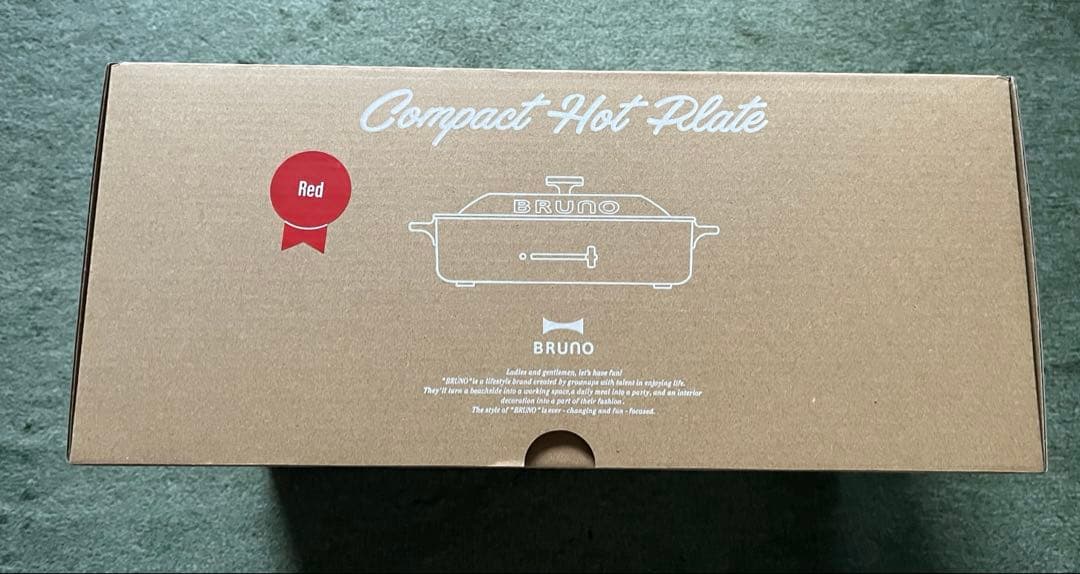 Compact Hot Plate
Red
BRUNO
BRUNO
Ladies and gentlemen, let's have fun!
"BRUNO" is a lifestyle brand created by grownups with talent in enjoying life.
They'll turn a beachside into a working space,a daily meal into a party, and an interior
decoration into a part of their fashion.
The style of "BRUNO" is ever - changing and fun - focused.